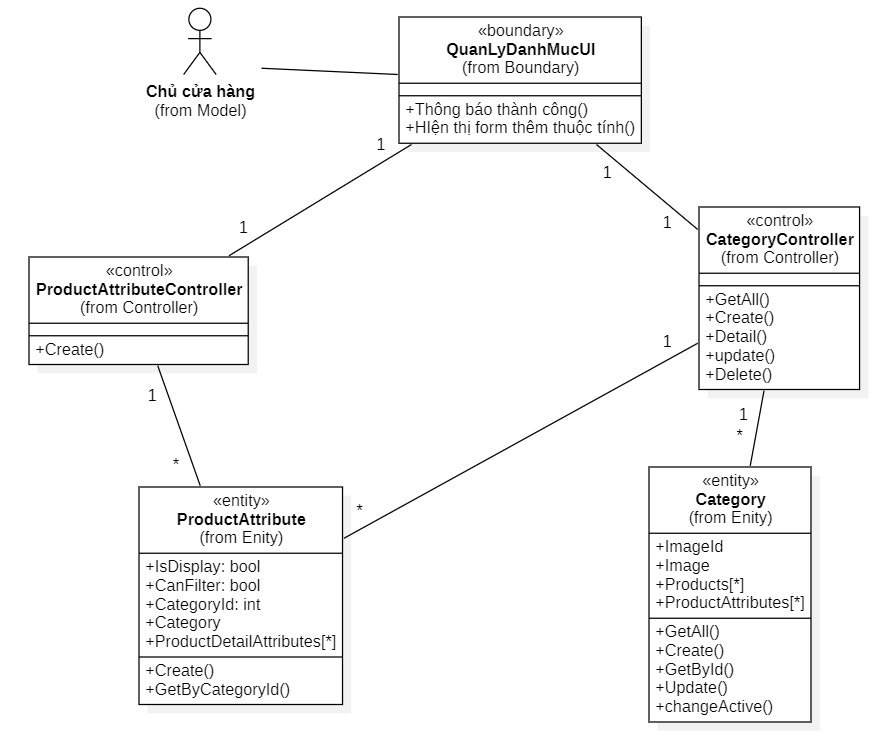 «boundary»
QuanLyDanhMucUI
(from Boundary)
+Thông báo thành công()
+HIện thị form thêm thuộc tính()
Chủ cửa hàng
(from Model)
1
1
1
1
«control»
CategoryController
(from Controller)
+GetAll()
+Create()
+Detail()
+update()
+Delete()
«control»
ProductAttributeController
(from Controller)
+Create()
1
1
1
*
*
*
«entity»
ProductAttribute
(from Enity)
+IsDisplay: bool
+CanFilter: bool
+CategoryId: int
+Category
+ProductDetailAttributes[*]
+Create()
+GetByCategoryId()
«entity»
Category
(from Enity)
+ImageId
+Image
+Products[*]
+ProductAttributes[*]
+GetAll()
+Create()
+GetById()
+Update()
+changeActive()